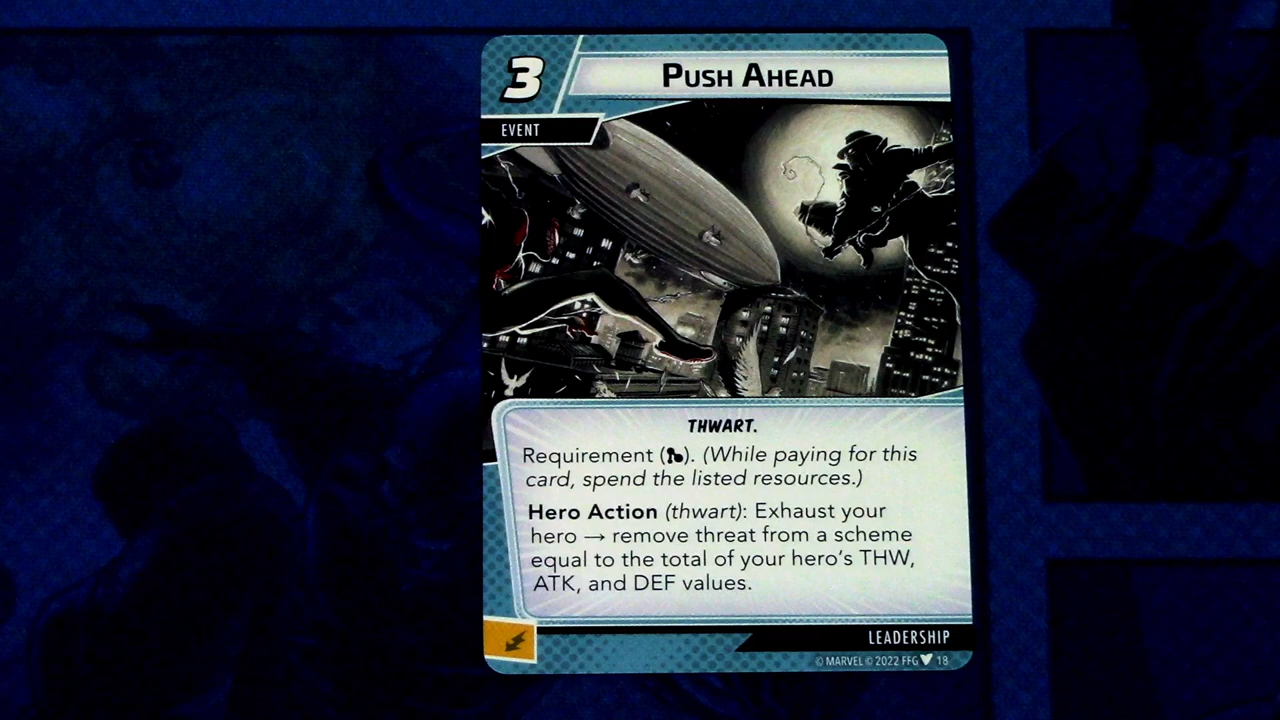 3
PUSH AHEAD
EVENT
THWART.
Requirement ( ). (While paying for this
card, spend the listed resources.)
Hero Action (thwart): Exhaust your
hero → remove threat from a scheme
equal to the total of your hero's THW,
ATK, and DEF values.
LEADERSHIP
© MARVEL © 2022 FFG 18